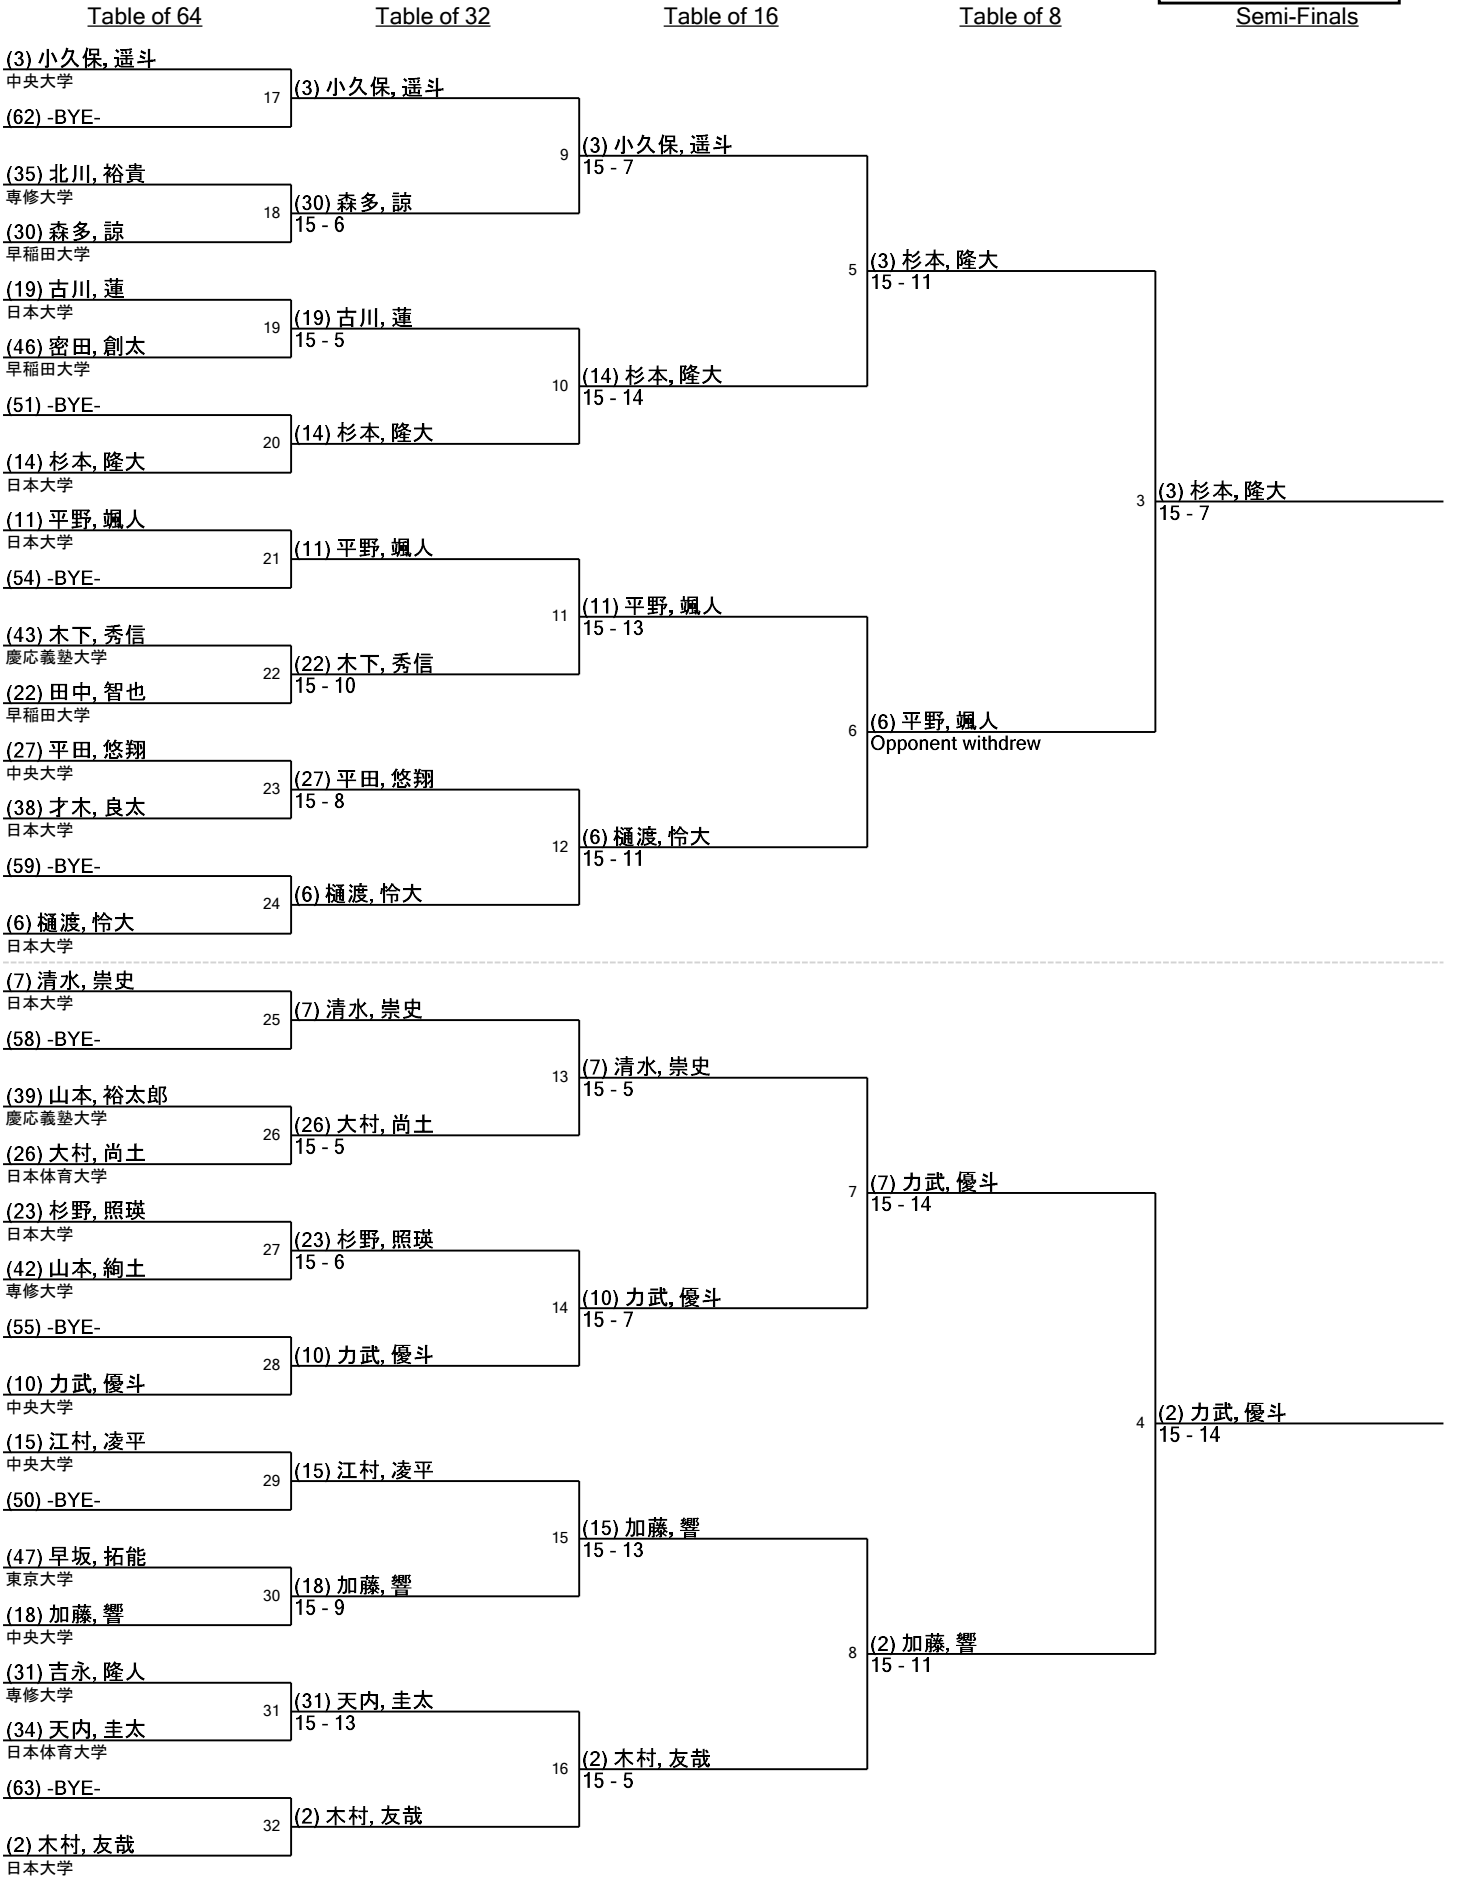 Table of 64
Table of 32
Table of 16
Table of 8
Semi-Finals
(3) 小久保, 遥斗
中央大学
(62) -BYE-
(35) 北川, 裕貴
専修大学
(30) 森多, 諒
早稲田大学
(19) 古川, 蓮
日本大学
(46) 密田, 創太
早稲田大学
(51) -BYE-
(14) 杉本, 隆大
日本大学
(11) 平野, 颯人
日本大学
(54) -BYE-
(43) 木下, 秀信
慶応義塾大学
(22) 田中, 智也
早稲田大学
(27) 平田, 悠翔
中央大学
(38) 才木, 良太
日本大学
(59) -BYE-
(6) 樋渡, 怜大
日本大学
(7) 清水, 崇史
日本大学
(58) -BYE-
(39) 山本, 裕太郎
慶応義塾大学
(26) 大村, 尚土
日本体育大学
(23) 杉野, 照瑛
日本大学
(42) 山本, 絢土
専修大学
(55) -BYE-
(10) 力武, 優斗
中央大学
(15) 江村, 凌平
中央大学
(50) -BYE-
(47) 早坂, 拓能
東京大学
(18) 加藤, 響
中央大学
(31) 吉永, 隆人
専修大学
(34) 天内, 圭太
日本体育大学
(63) -BYE-
(2) 木村, 友哉
日本大学
17
(3) 小久保, 遥斗
18
(30) 森多, 諒
15 - 6
19
(19) 古川, 蓮
15 - 5
20
(14) 杉本, 隆大
21
(11) 平野, 颯人
22
(22) 木下, 秀信
15 - 10
23
(27) 平田, 悠翔
15 - 8
24
(6) 樋渡, 怜大
25
(7) 清水, 崇史
26
(26) 大村, 尚土
15 - 5
27
(23) 杉野, 照瑛
15 - 6
28
(10) 力武, 優斗
29
(15) 江村, 凌平
30
(18) 加藤, 響
15 - 9
31
(31) 天内, 圭太
15 - 13
32
(2) 木村, 友哉
9
(3) 小久保, 遥斗
15 - 7
10
(14) 杉本, 隆大
15 - 14
11
(11) 平野, 颯人
15 - 13
12
(6) 樋渡, 怜大
15 - 11
13
(7) 清水, 崇史
15 - 5
14
(10) 力武, 優斗
15 - 7
15
(15) 加藤, 響
15 - 13
16
(2) 木村, 友哉
15 - 5
5
(3) 杉本, 隆大
15 - 11
6
(6) 平野, 颯人
Opponent withdrew
7
(7) 力武, 優斗
15 - 14
8
(2) 加藤, 響
15 - 11
3
(3) 杉本, 隆大
15 - 7
4
(2) 力武, 優斗
15 - 14